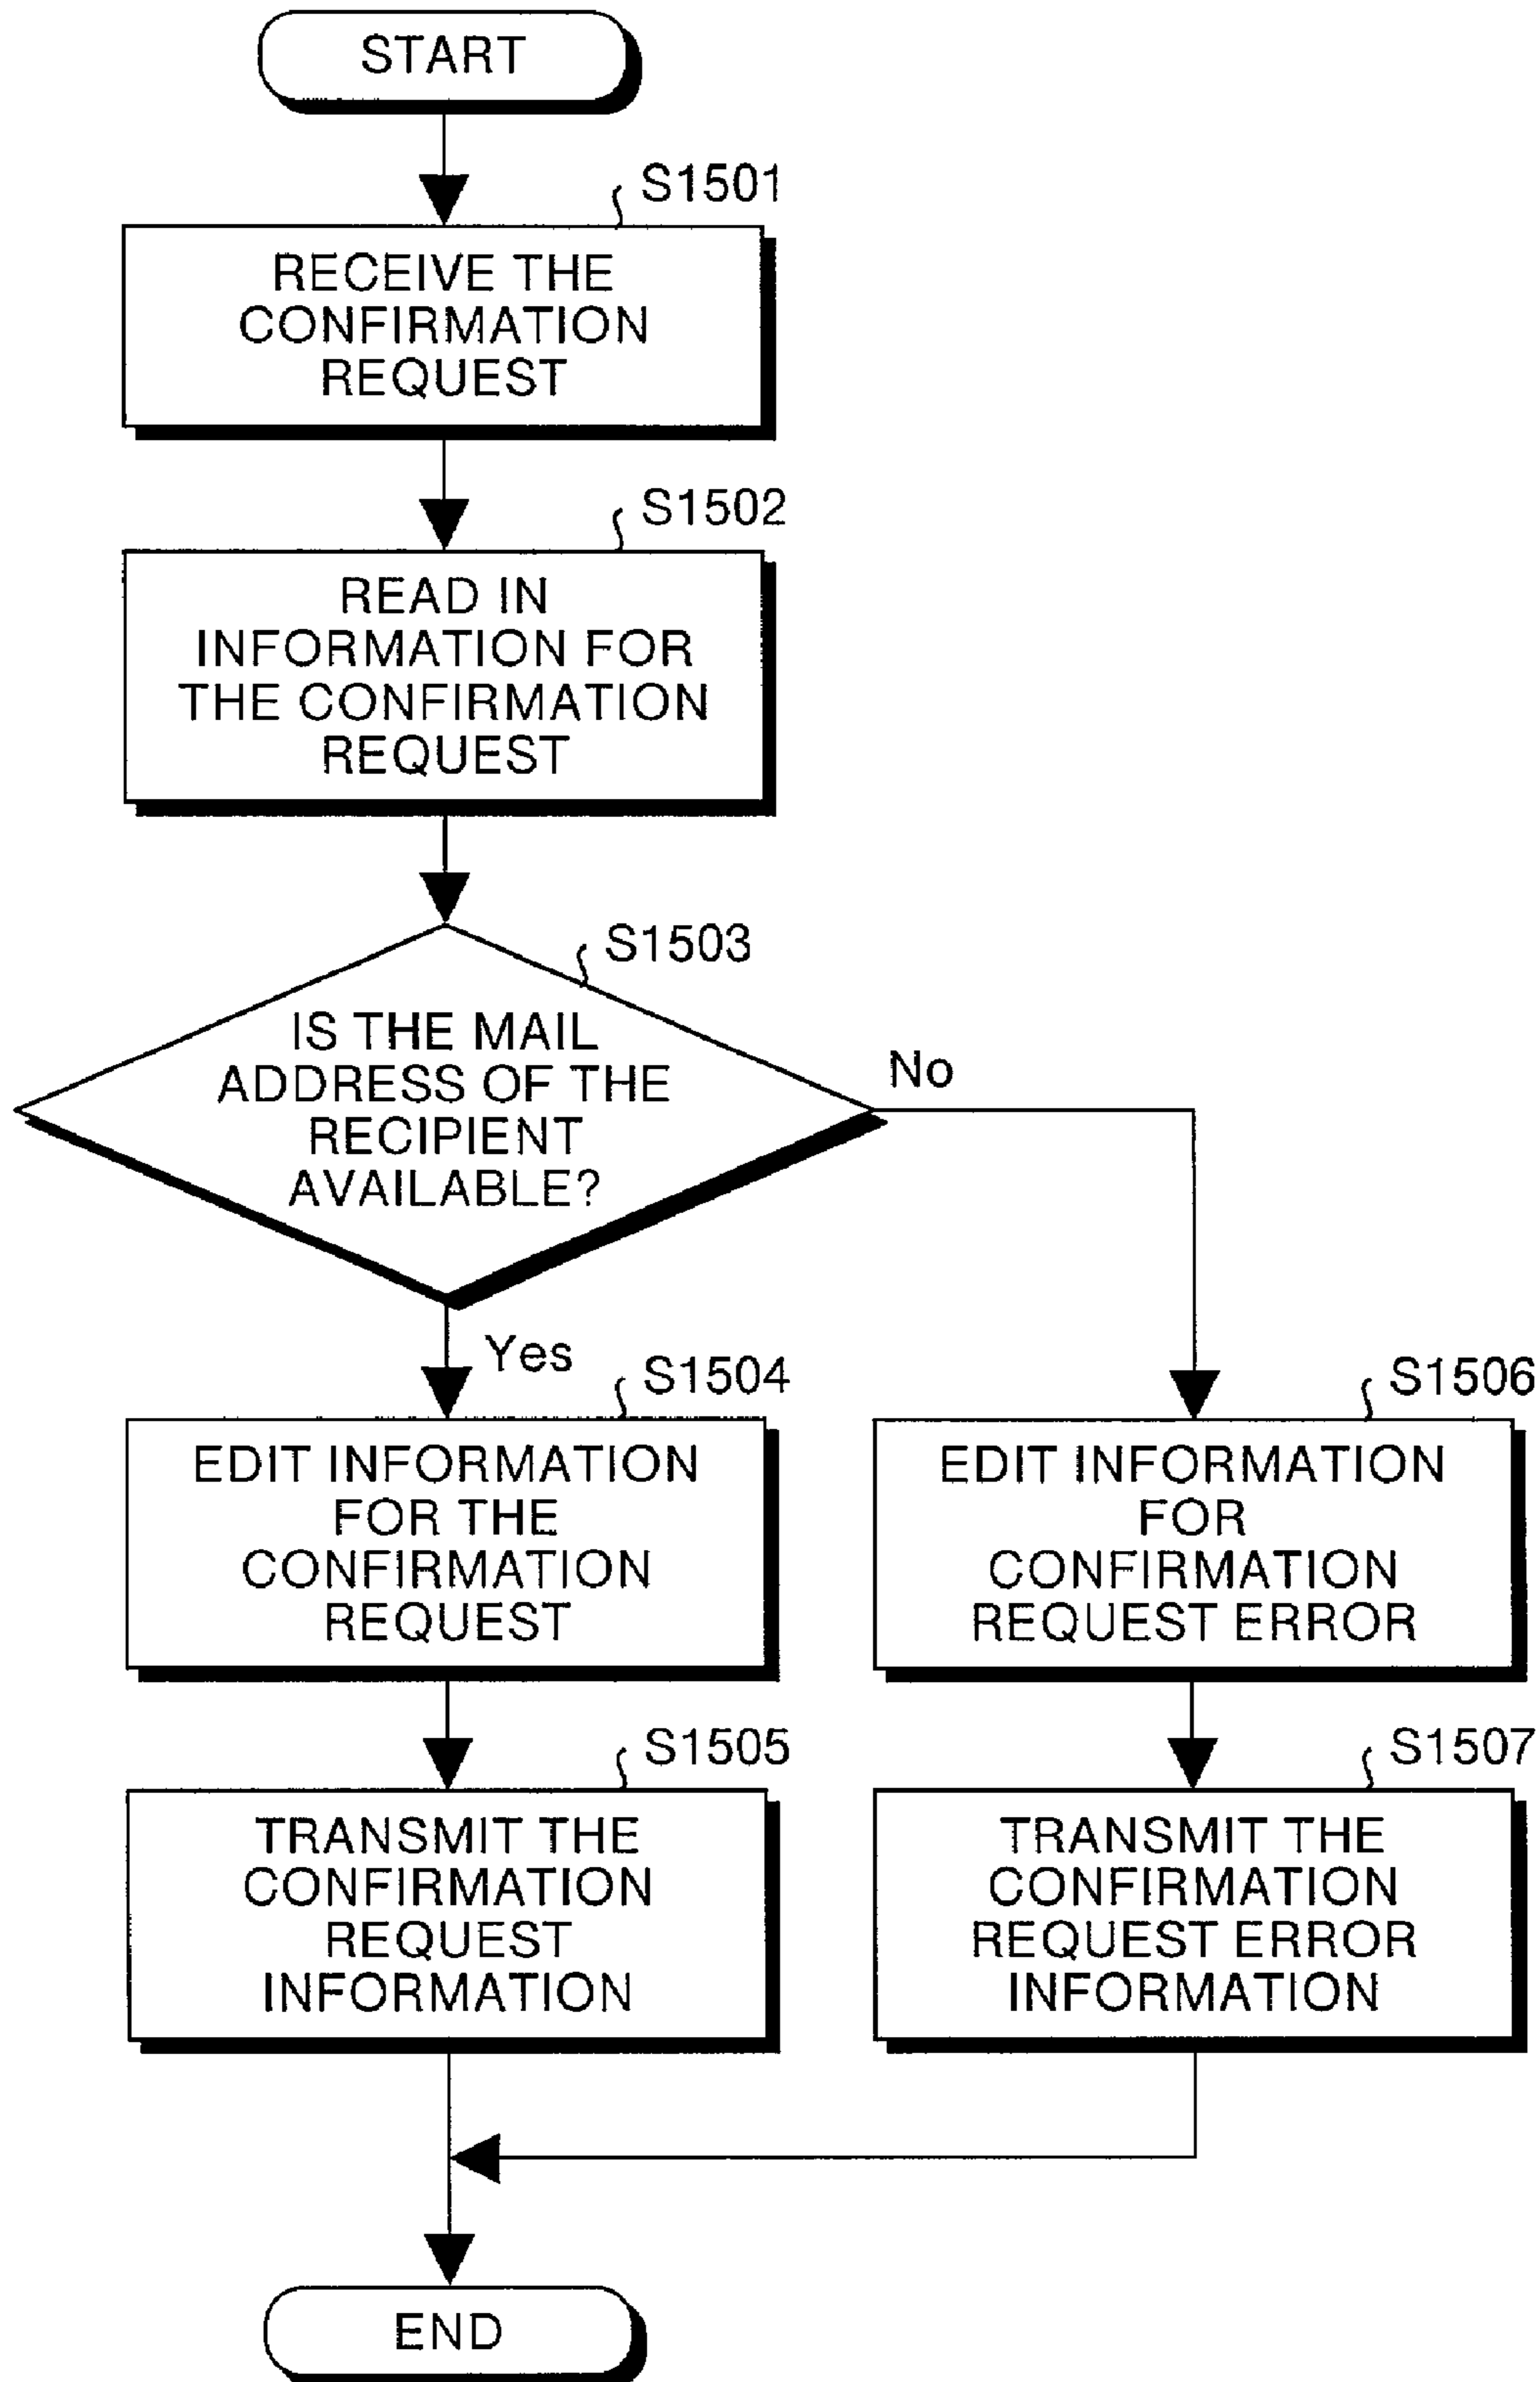 START
S1501
RECEIVE THE
CONFIRMATION
REQUEST
S1502
READ IN
INFORMATION FOR
THE CONFIRMATION
REQUEST
S1503
IS THE MAIL
ADDRESS OF THE
RECIPIENT
AVAILABLE?
No
Yes
S1504
EDIT INFORMATION
FOR THE
CONFIRMATION
REQUEST
S1506
EDIT INFORMATION
FOR
CONFIRMATION
REQUEST ERROR
S1505
TRANSMIT THE
CONFIRMATION
REQUEST
INFORMATION
S1507
TRANSMIT THE
CONFIRMATION
REQUEST ERROR
INFORMATION
END